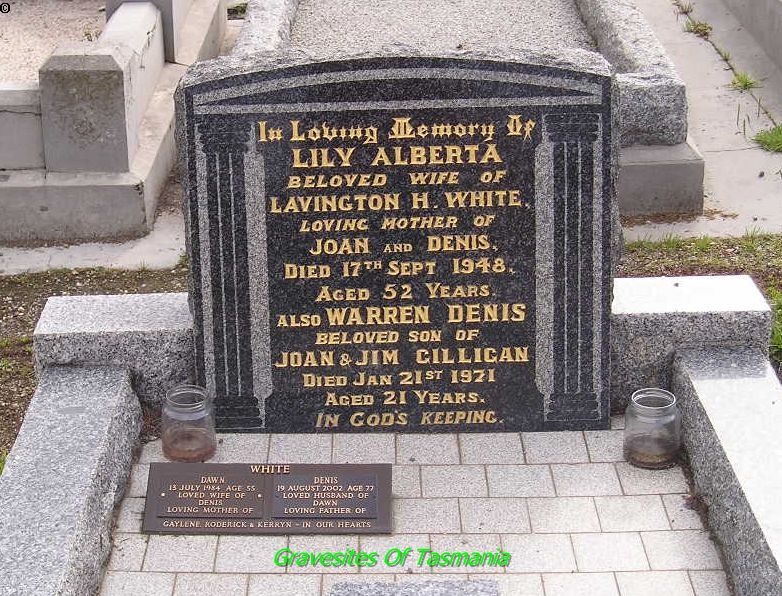 ©
In Loving Memory Of
LILY ALBERTA
BELOVED WIFE OF
LAVINGTON H. WHITE.
LOVING MOTHER OF
JOAN AND DENIS.
DIED 17TH SEPT 1948.
AGED 52 YEARS.
ALSO WARREN DENIS
BELOVED SON OF
JOAN & JIM GILLIGAN
DIED JAN 21ST 1971
AGED 21 YEARS.
IN GOD'S KEEPING.
WHITE
DAWN
13 JULY 1984 AGE 55
LOVED WIFE OF
DENIS
LOVING MOTHER OF
DENIS
19 AUGUST 2002 AGE 77
LOVED HUSBAND OF
DAWN
LOVING FATHER OF
GAYLENE, RODERICK & KERRYN ~ IN OUR HEARTS
Gravesites Of Tasmania